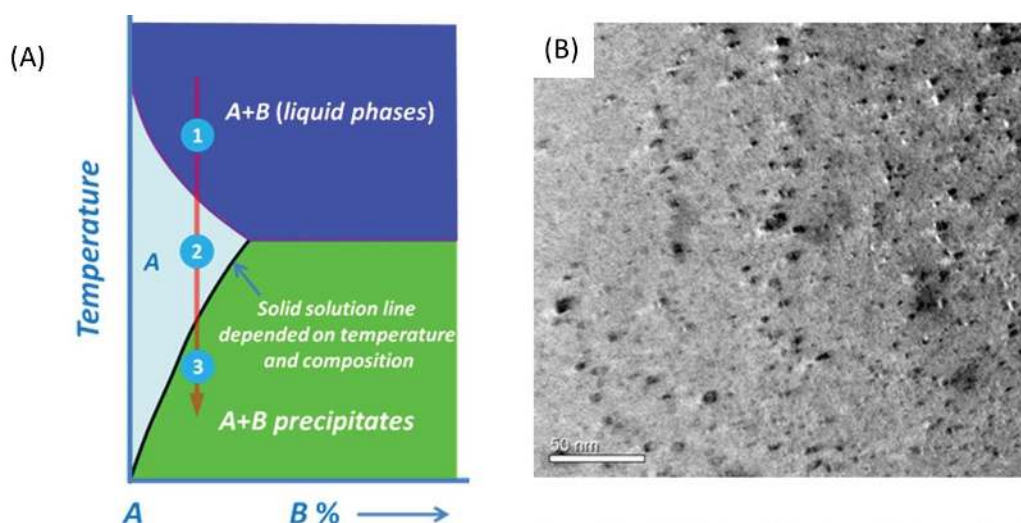 (A)
A+B (liquid phases)
1
2
A
Solid solution line
depended on temperature
and composition
3
A+B precipitates
Temperature
A
B %
(B)
50 nm